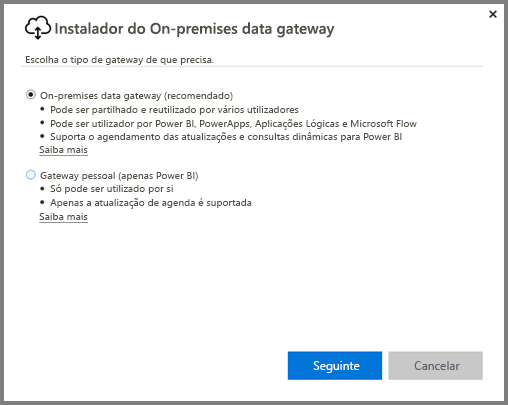 Instalador do On-premises data gateway
Escolha o tipo de gateway de que precisa.
On-premises data gateway (recomendado)
• Pode ser partilhado e reutilizado por vários utilizadores
• Pode ser utilizador por Power BI, PowerApps, Aplicações Lógicas e Microsoft Flow
• Suporta o agendamento das atualizações e consultas dinâmicas para Power BI
Saiba mais
Gateway pessoal (apenas Power BI)
• Só pode ser utilizado por si
• Apenas a atualização de agenda é suportada
Saiba mais
Seguinte
Cancelar